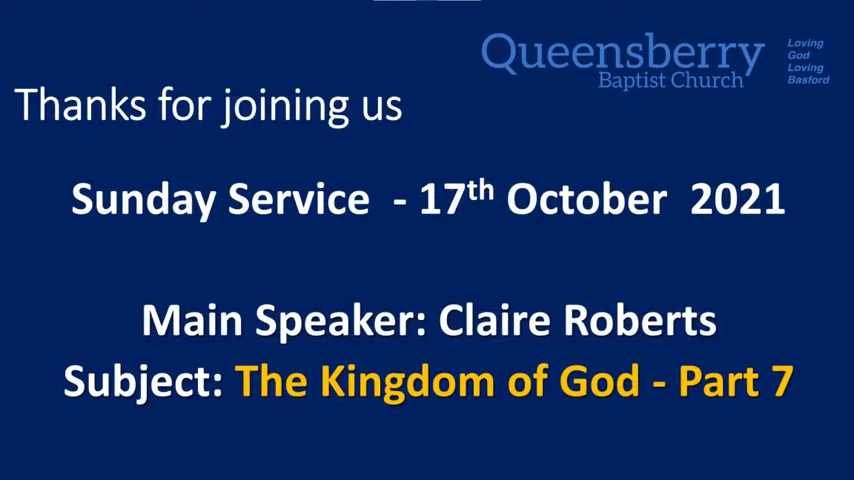 Queensberry
Baptist Church
Loving
God
Loving
Basford
Thanks for joining us
Sunday Service - 17th October 2021
Main Speaker: Claire Roberts
Subject: The Kingdom of God - Part 7